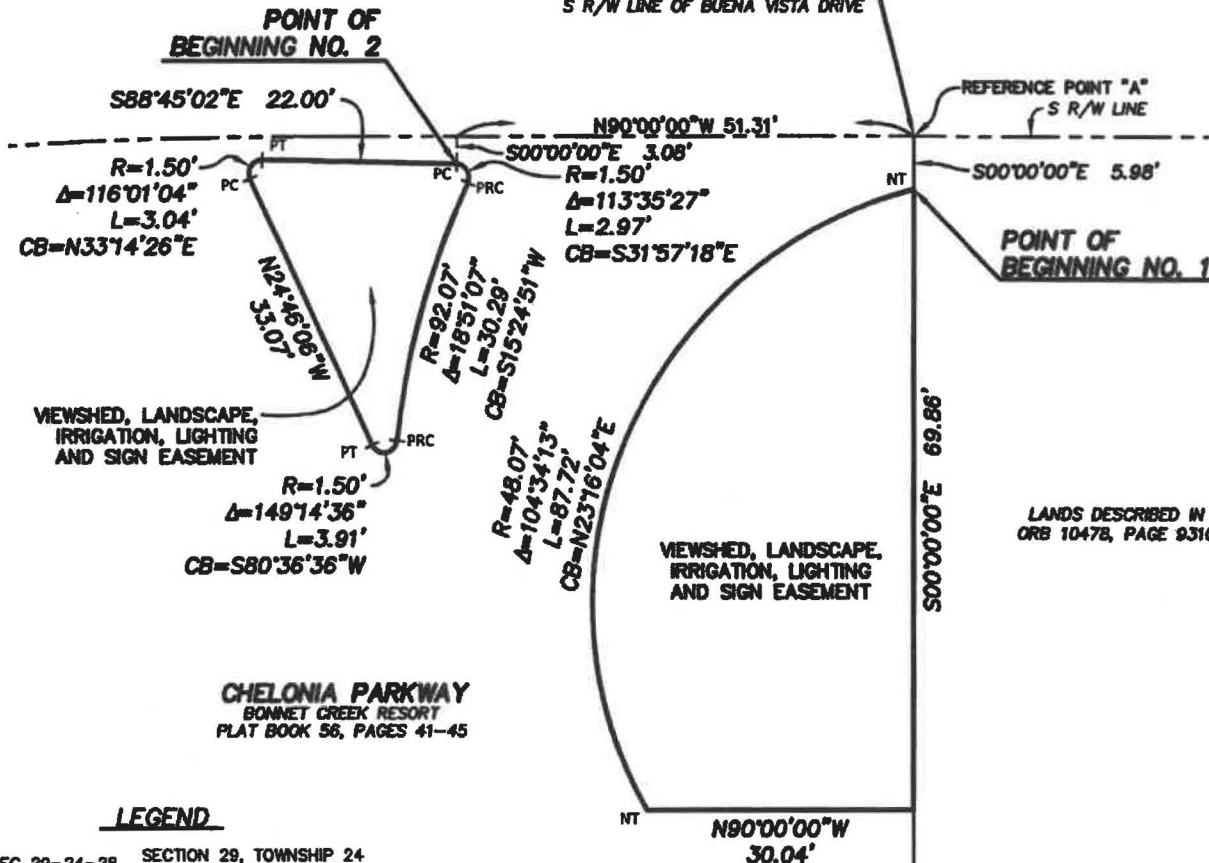 S R/W LINE OF BUENA VISTA DRIVE
POINT OF
BEGINNING NO. 2
S88°45'02"E 22.00'
REFERENCE POINT "A"
S R/W LINE
N90°00'00"W 51.31'
PT
S00°00'00"E 3.08'
PC
PRC
R=1.50'
Δ=116°01'04"
L=3.04'
CB=N33°14'26"E
PC
R=1.50'
Δ=113°35'27"
L=2.97'
CB=S31°57'18"E
NT
S00°00'00"E 5.98'
POINT OF
BEGINNING NO. 1
N24°46'06"W
33.07'
R=92.07'
Δ=18°51'07"
L=30.29'
CB=S15°24'51"W
VIEWSHED, LANDSCAPE,
IRRIGATION, LIGHTING
AND SIGN EASEMENT
PT
PRC
R=1.50'
Δ=149°14'36"
L=3.91'
CB=S80°36'36"W
R=48.07'
Δ=104°34'13"
L=87.72'
CB=N23°16'04"E
VIEWSHED, LANDSCAPE,
IRRIGATION, LIGHTING
AND SIGN EASEMENT
S00°00'00"E 69.86'
LANDS DESCRIBED IN
ORB 10478, PAGE 9310
CHELONIA PARKWAY
BONNET CREEK RESORT
PLAT BOOK 56, PAGES 41-45
NT
N90°00'00"W
30.04'
LEGEND
SECTION 29, TOWNSHIP 24